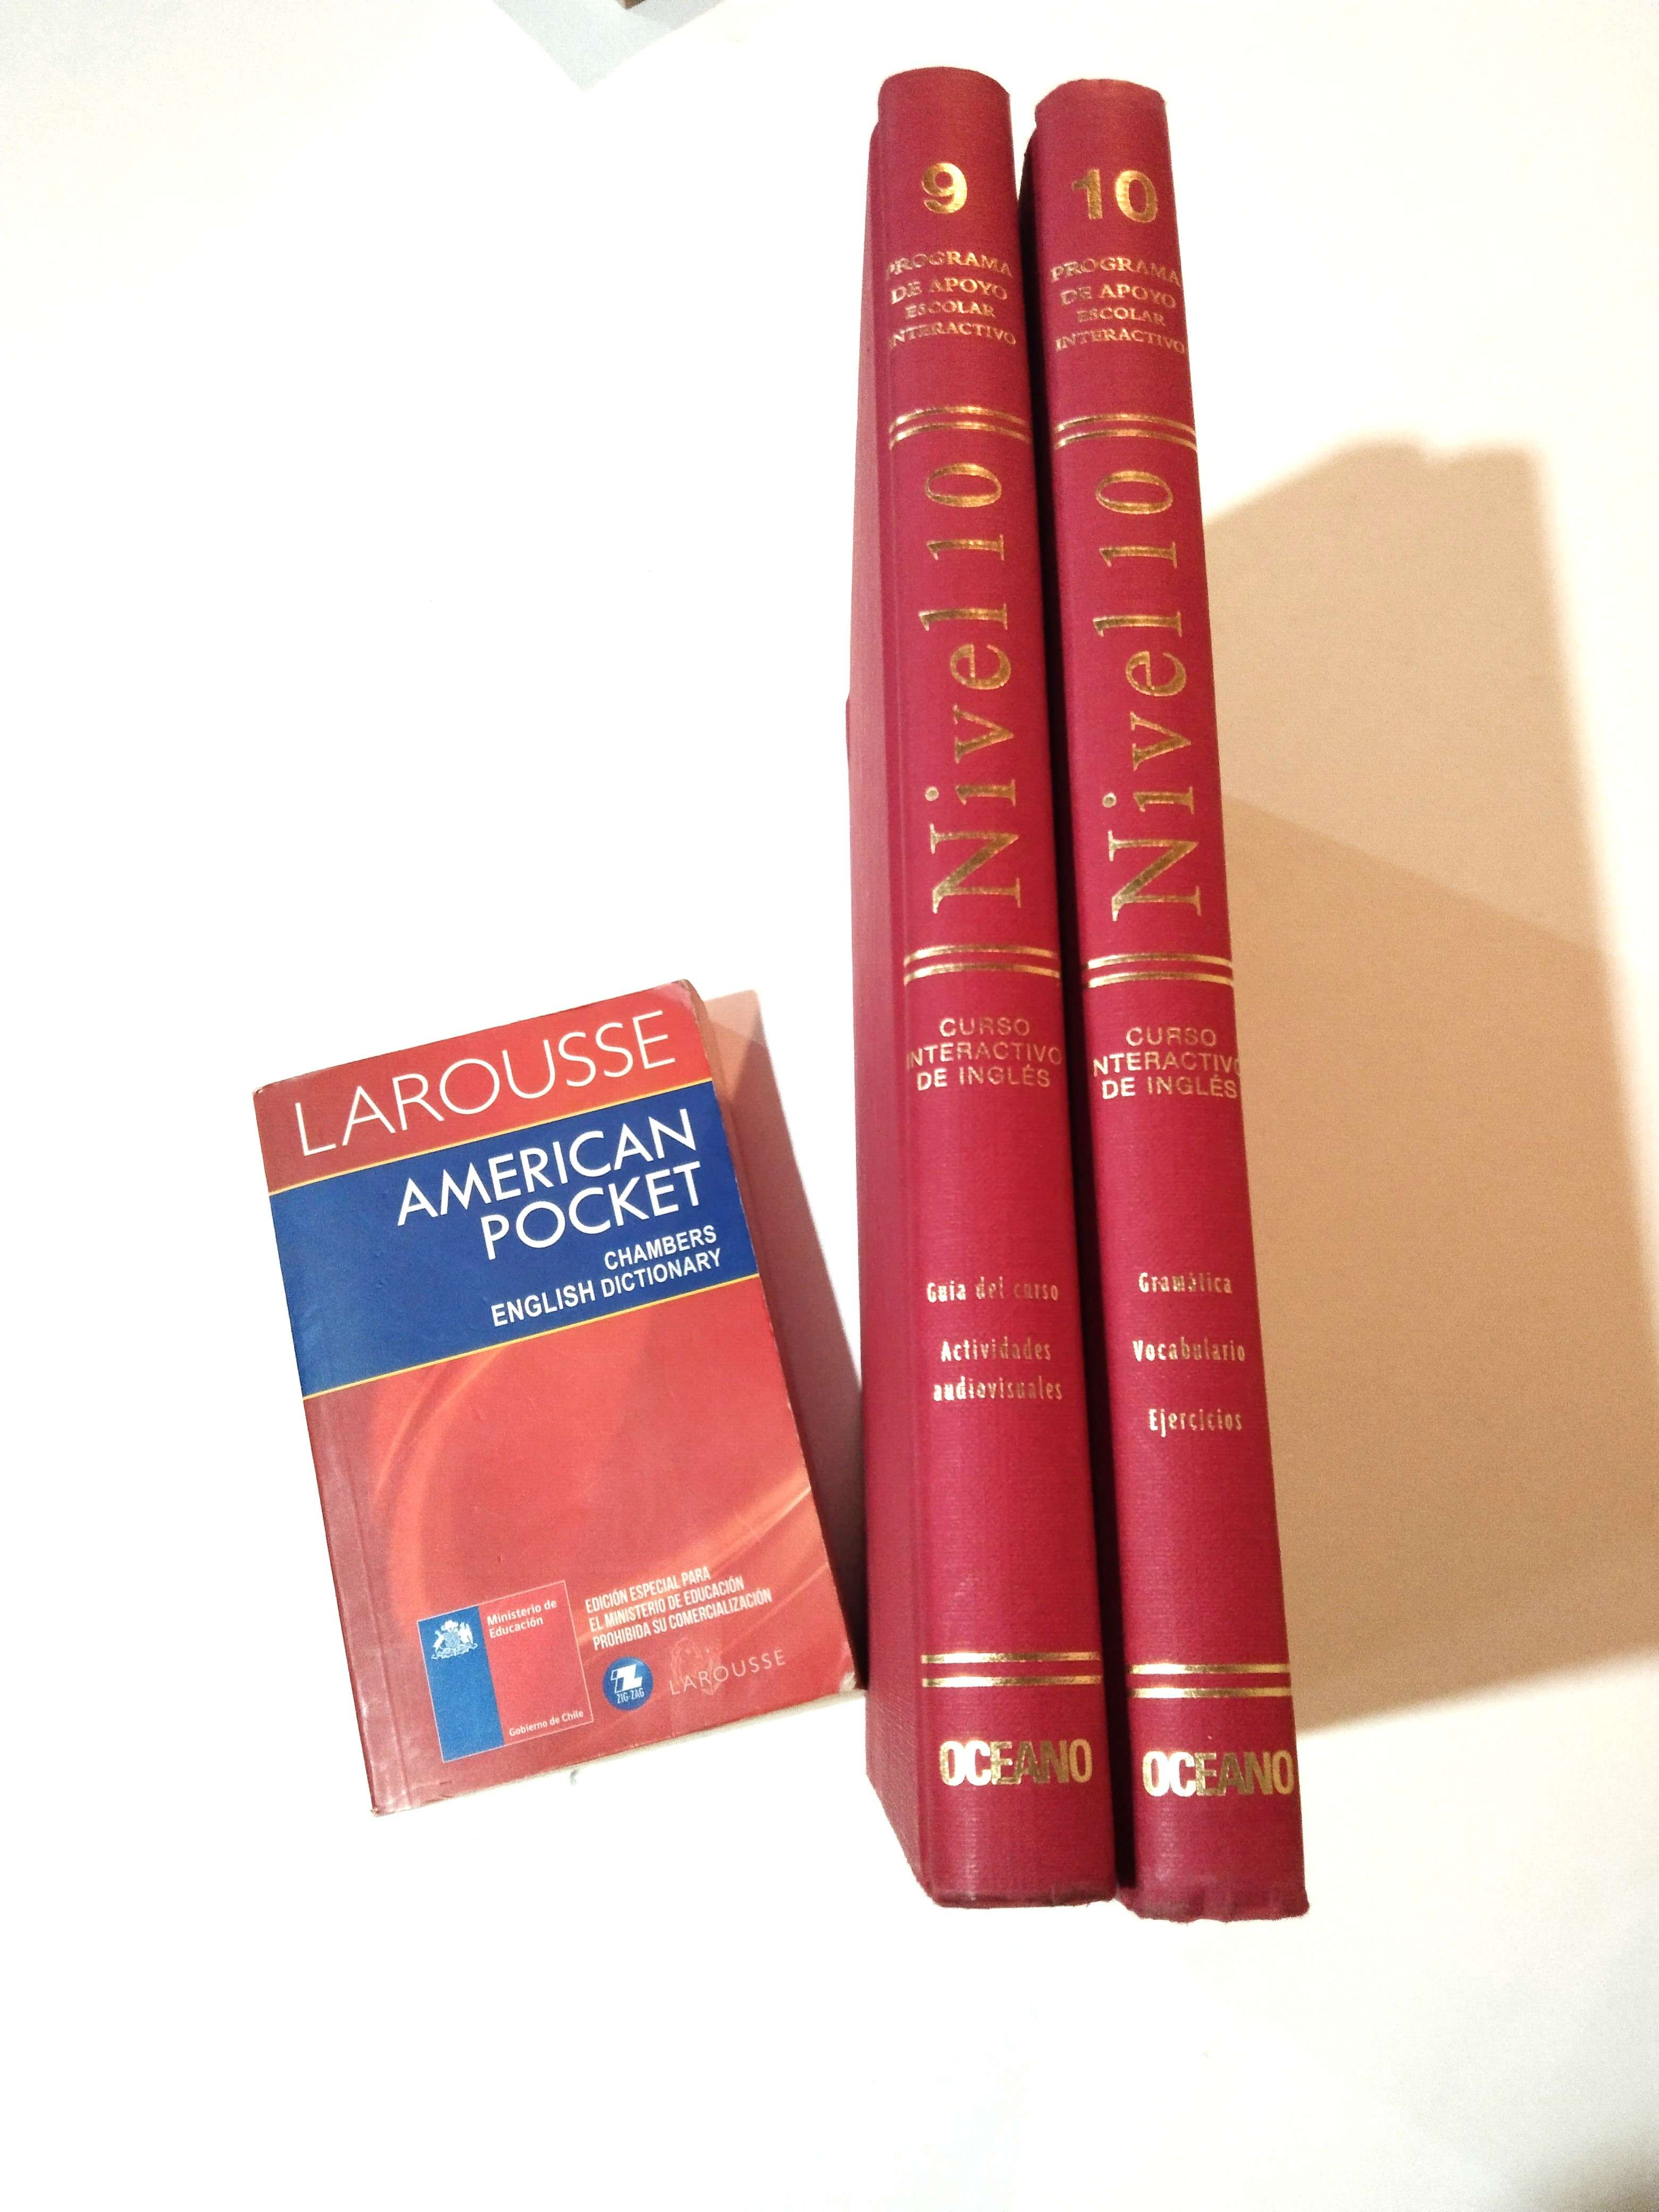 LAROUSSE
AMERICAN
POCKET
CHAMBERS
ENGLISH DICTIONARY
Ministerio de
Educación
Gobierno de Chile
EDICIÓN ESPECIAL PARA
EL MINISTERIO DE EDUCACIÓN
PROHIBIDA SU COMERCIALIZACIÓN
ZIG-ZAG
LAROUSSE
9
PROGRAMA
DE APOYO
ESCOLAR
INTERACTIVO
Nivel 10
CURSO
INTERACTIVO
DE INGLÉS
Guía del curso
Actividades
audiovisuales
OCEANO
10
PROGRAMA
DE APOYO
ESCOLAR
INTERACTIVO
Nivel 10
CURSO
NTERACTIVO
DE INGLÉS
Gramática
Vocabulario
Ejercicios
OCEANO